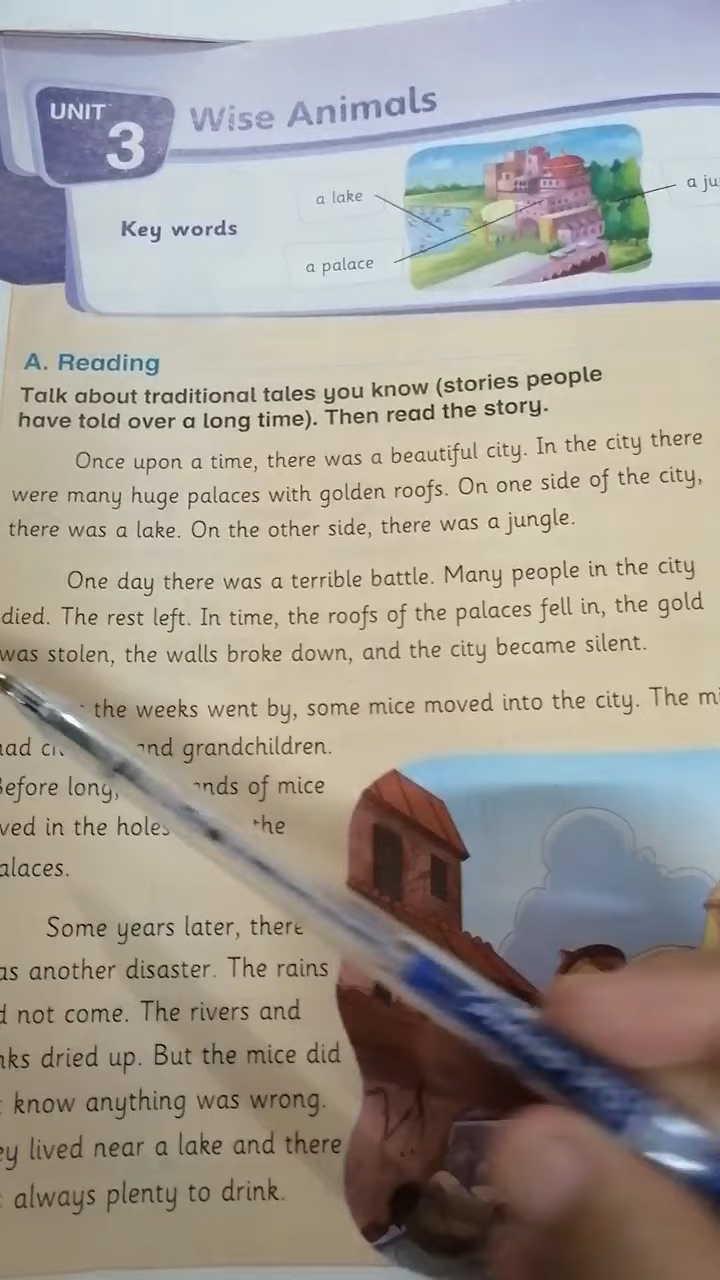 UNIT
3
Wise Animals
Key words
a lake
a palace
a
A. Reading
Talk about traditional tales you know (stories people
have told over a long time). Then read the story.
Once upon a time, there was a beautiful city. In the city there
were many huge palaces with golden roofs. On one side of the city,
there was a lake. On the other side, there was a jungle.
One day there was a terrible battle. Many people in the city
died. The rest left. In time, the roofs of the palaces fell in, the gold
was stolen, the walls broke down, and the city became silent.
the weeks went by, some mice moved into the city. The
and grandchildren.
Before long, of mice
in the holes the
Some years later, there
another disaster. The rains
not come. The rivers and
dried up. But the mice did
know anything was wrong.
lived near a lake and there
always plenty to drink.